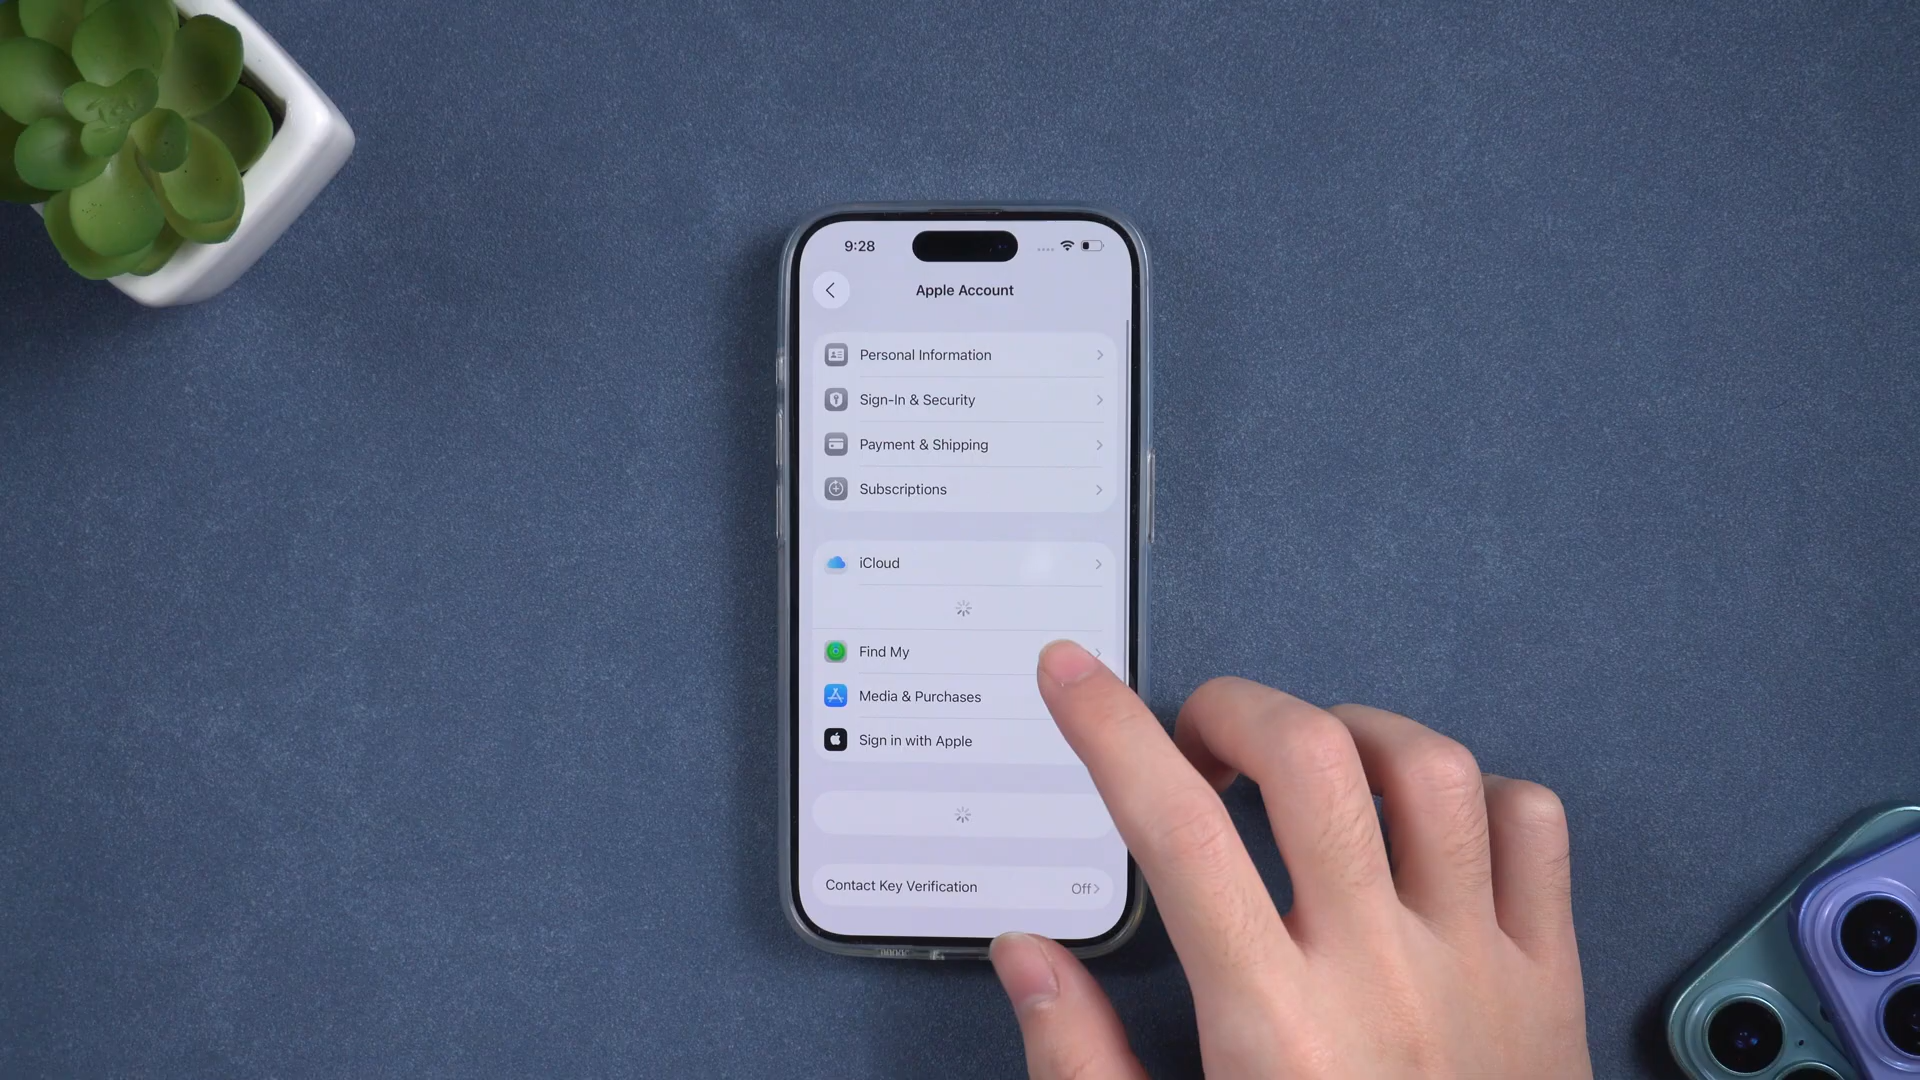 9:28
Apple Account
Personal Information
Sign-In & Security
Payment & Shipping
Subscriptions
iCloud
Find My
Media & Purchases
Sign in with Apple
Contact Key Verification
Off